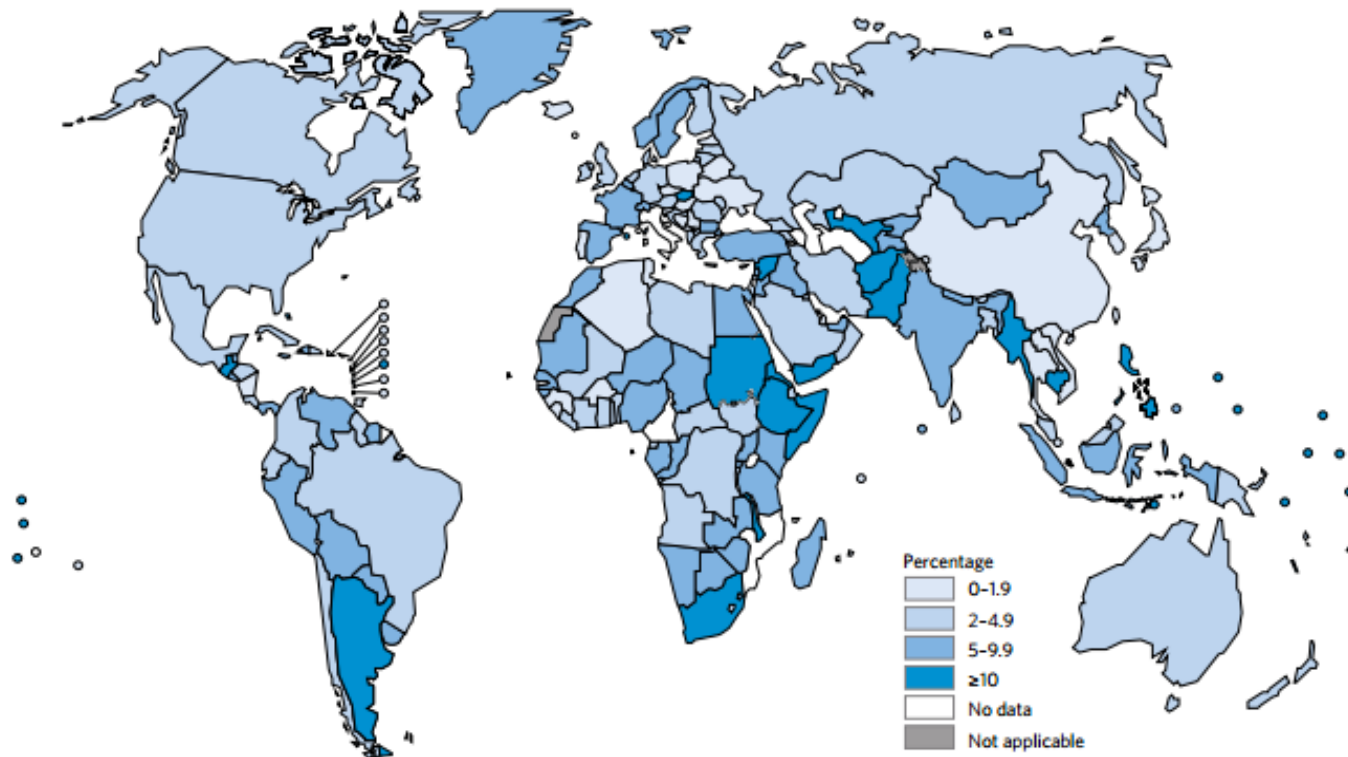 Percentage
0–1.9
2–4.9
5–9.9
≥10
No data
Not applicable